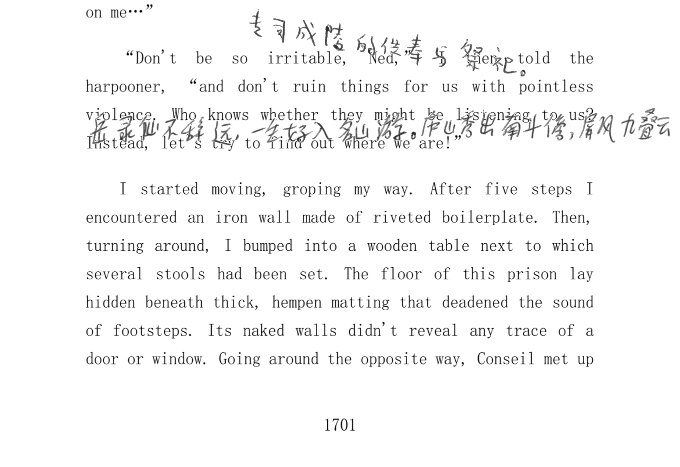 on me…”
专司成陵的供奉与祭祀。
“Don't be so irritable, Ned, told the
harpooner, “and don't ruin things for us with pointless
violence. Who knows whether they might be listening to us?
岳寻仙不辞远,一生好入名山游。庐山秀出南斗傍,屏风九叠云
Instead, let's try to find out where we are!”
I started moving, groping my way. After five steps I
encountered an iron wall made of riveted boilerplate. Then,
turning around, I bumped into a wooden table next to which
several stools had been set. The floor of this prison lay
hidden beneath thick, hempen matting that deadened the sound
of footsteps. Its naked walls didn't reveal any trace of a
door or window. Going around the opposite way, Conseil met up
1701